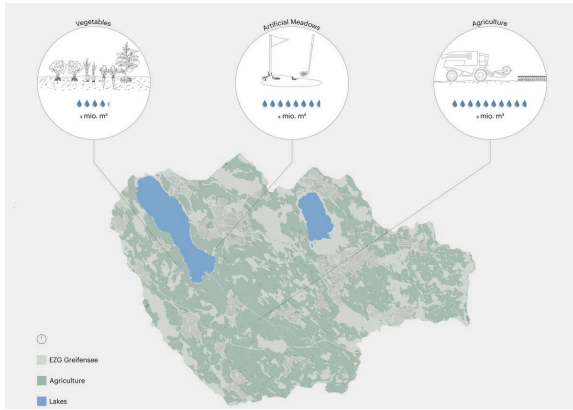 Vegetables
Artificial Meadows
Agriculture
x mio. m³
x mio. m³
x mio. m³
EZG Greifensee
Agriculture
Lakes